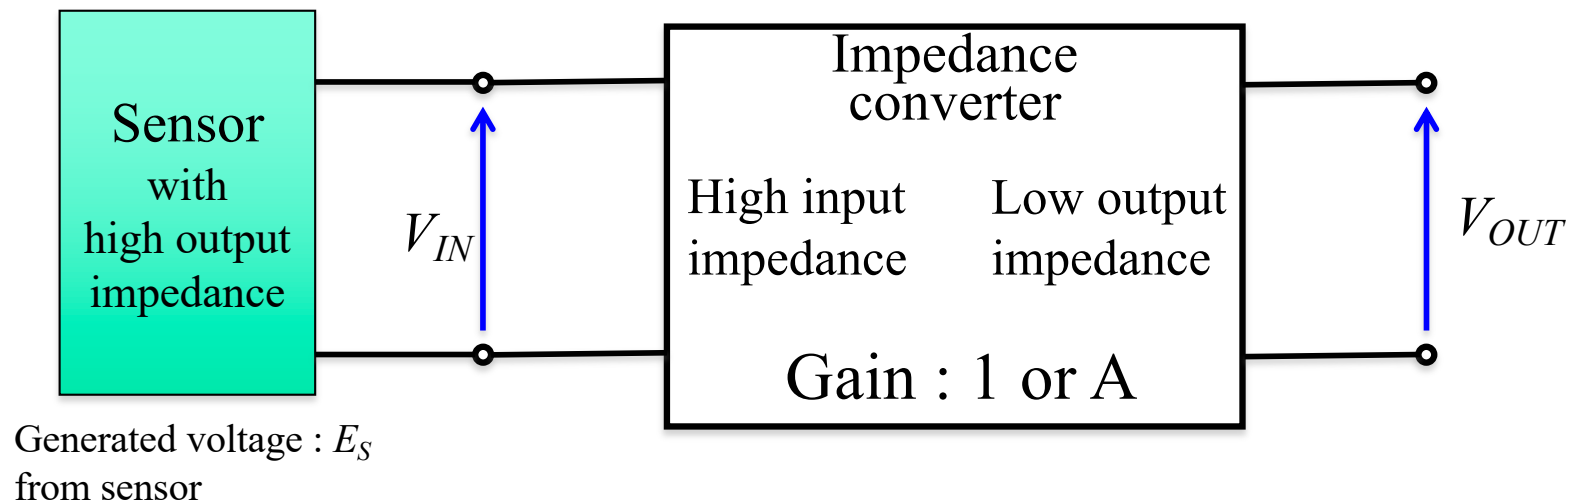 Sensor
with
high output
impedance
Generated voltage : E_S
from sensor
V_IN
Impedance
converter
High input
impedance
Low output
impedance
Gain : 1 or A
V_OUT